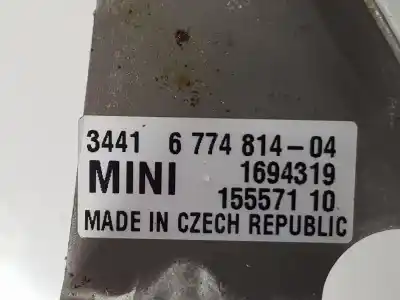 3441 6 774 814-04
MINI 1694319
155571 10
MADE IN CZECH REPUBLIC